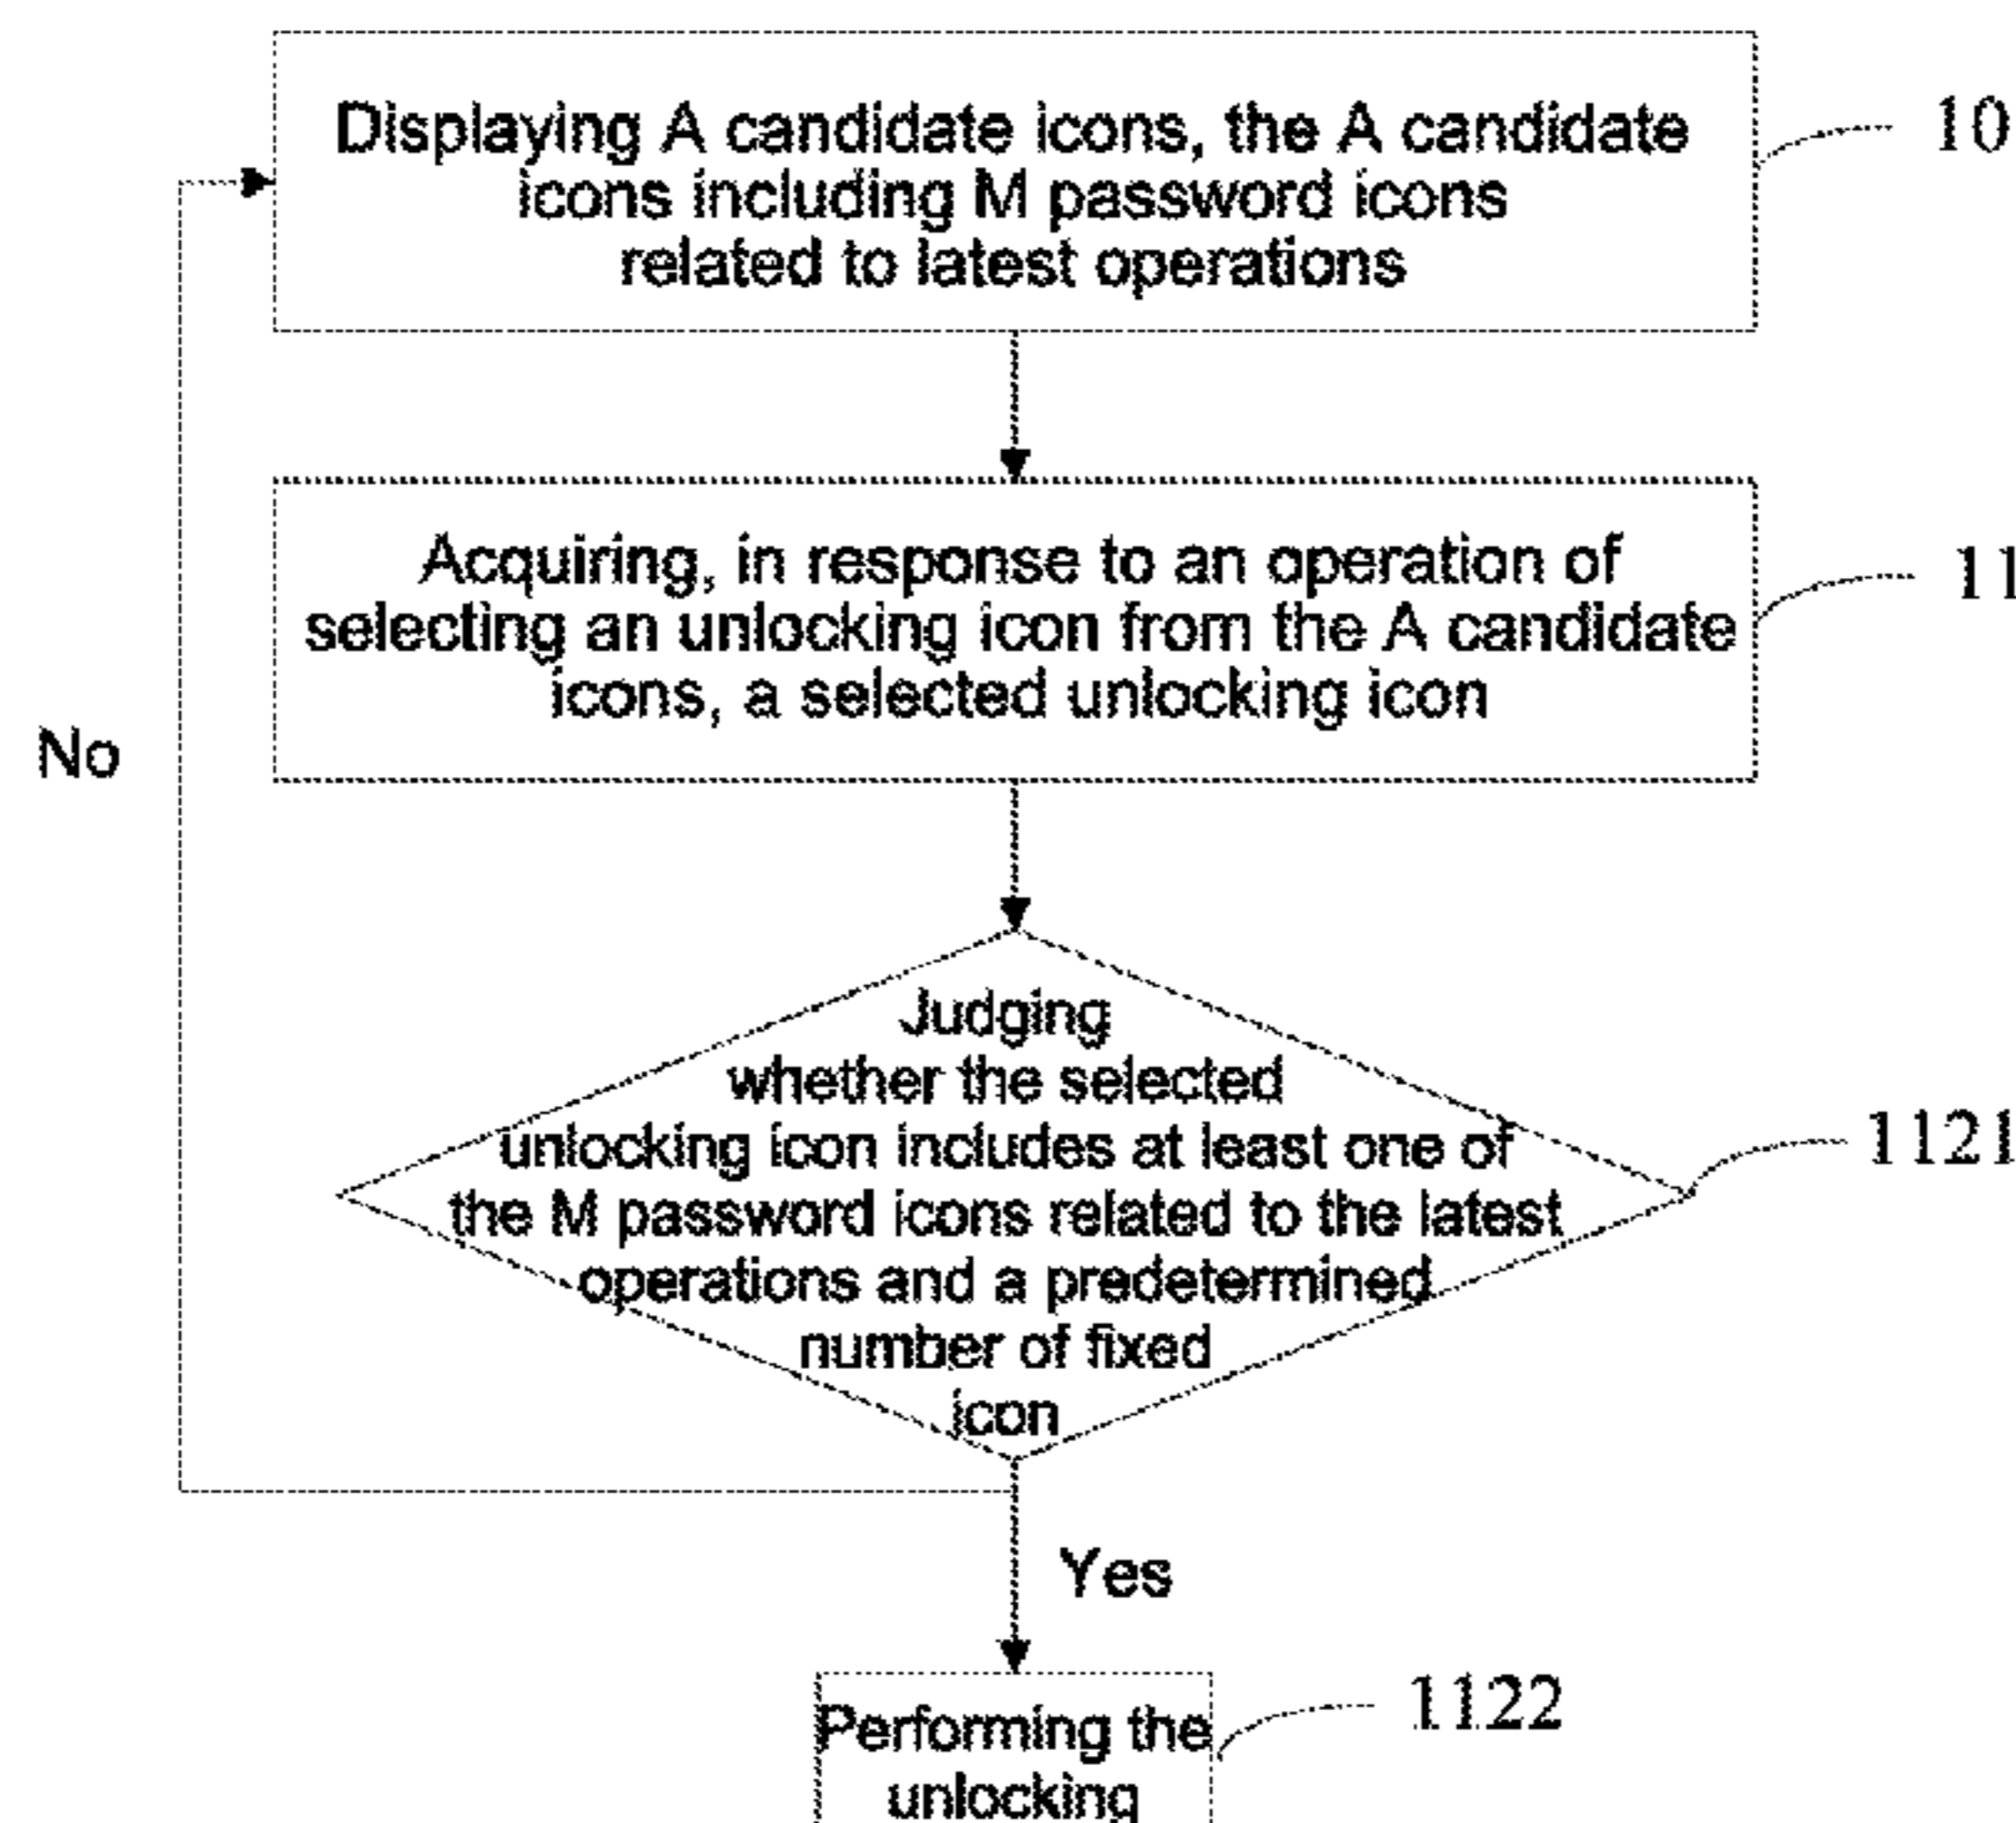 Displaying A candidate icons, the A candidate
icons including M password icons
related to latest operations
10
Acquiring, in response to an operation of
selecting an unlocking icon from the A candidate
icons, a selected unlocking icon
11
No
Judging
whether the selected
unlocking icon includes at least one of
the M password icons related to the latest
operations and a predetermined
number of fixed
icon
1121
Yes
Performing the
unlocking
1122